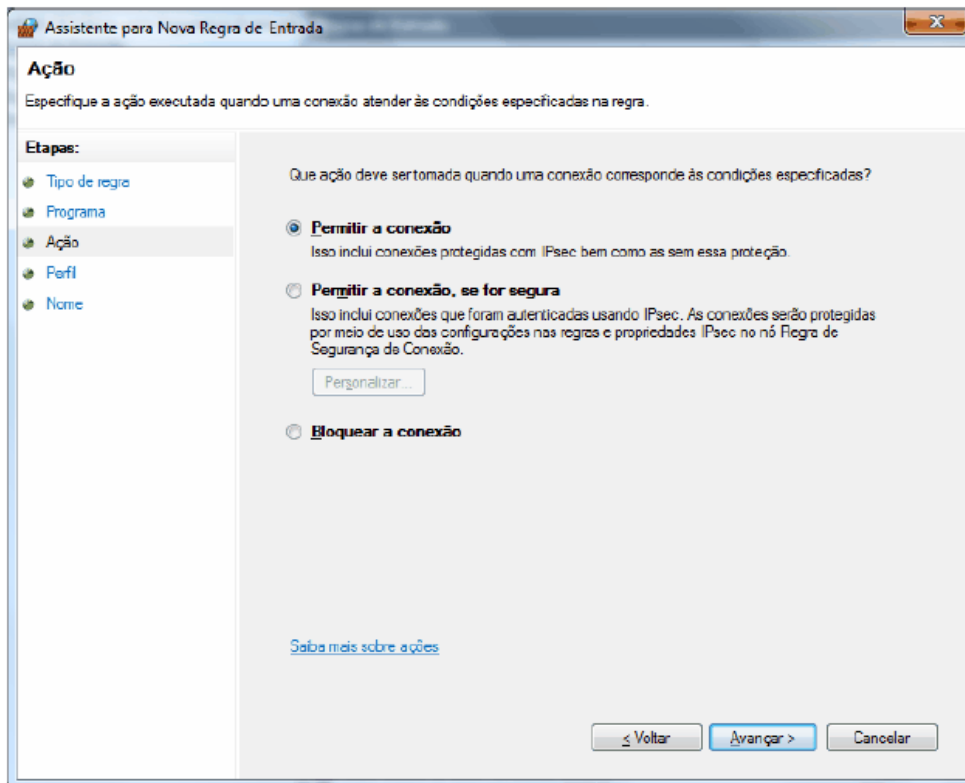 Assistente para Nova Regra de Entrada
Ação
Especifique a ação executada quando uma conexão atender às condições especificadas na regra.
Etapas:
Tipo de regra
Programa
Ação
Perfil
Nome
Que ação deve ser tomada quando uma conexão corresponde às condições especificadas?
Permitir a conexão
Isso inclui conexões protegidas com IPsec bem como as sem essa proteção.
Permitir a conexão, se for segura
Isso inclui conexões que foram autenticadas usando IPsec. As conexões serão protegidas
por meio de uso das configurações nas regras e propriedades IPsec no nó Regra de
Segurança de Conexão.
Personalizar...
Bloquear a conexão
Saiba mais sobre ações
< Voltar
Avançar >
Cancelar